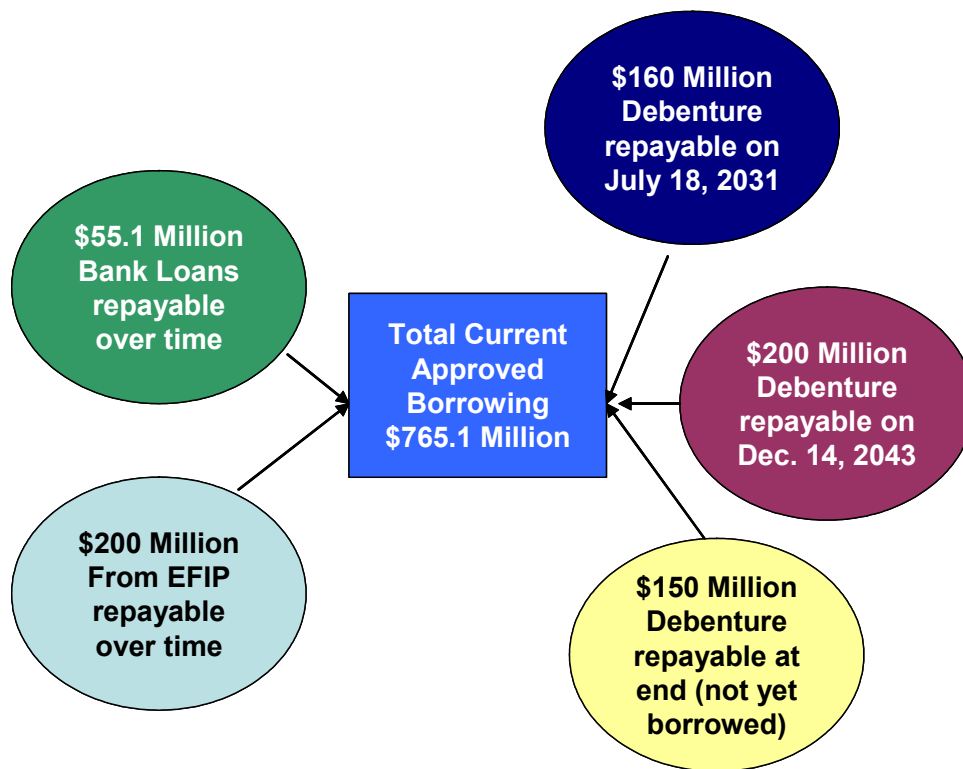 $160 Million
Debenture
repayable on
July 18, 2031
$55.1 Million
Bank Loans
repayable
over time
Total Current
Approved
Borrowing
$765.1 Million
$200 Million
Debenture
repayable on
Dec. 14, 2043
$200 Million
From EFIP
repayable
over time
$150 Million
Debenture
repayable at
end (not yet
borrowed)